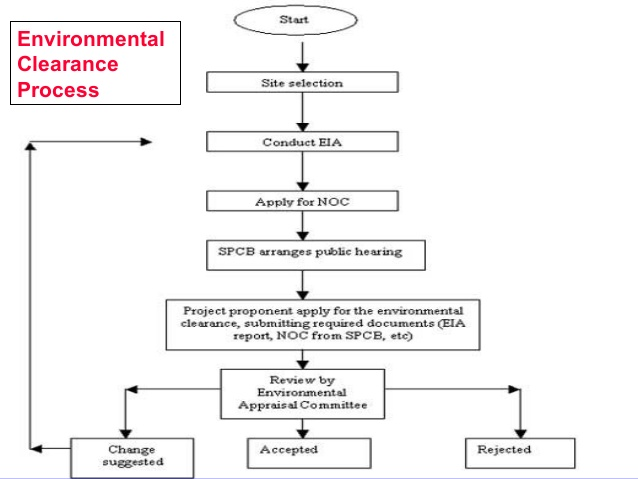 Environmental
Clearance
Process
Start
Site selection
Conduct EIA
Apply for NOC
SPCB arranges public hearing
Project proponent apply for the environmental
clearance, submitting required documents (EIA
report, NOC from SPCB, etc)
Review by
Environmental
Appraisal Committee
Change
suggested
Accepted
Rejected